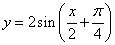 y = 2sin(x/2 + π/4)